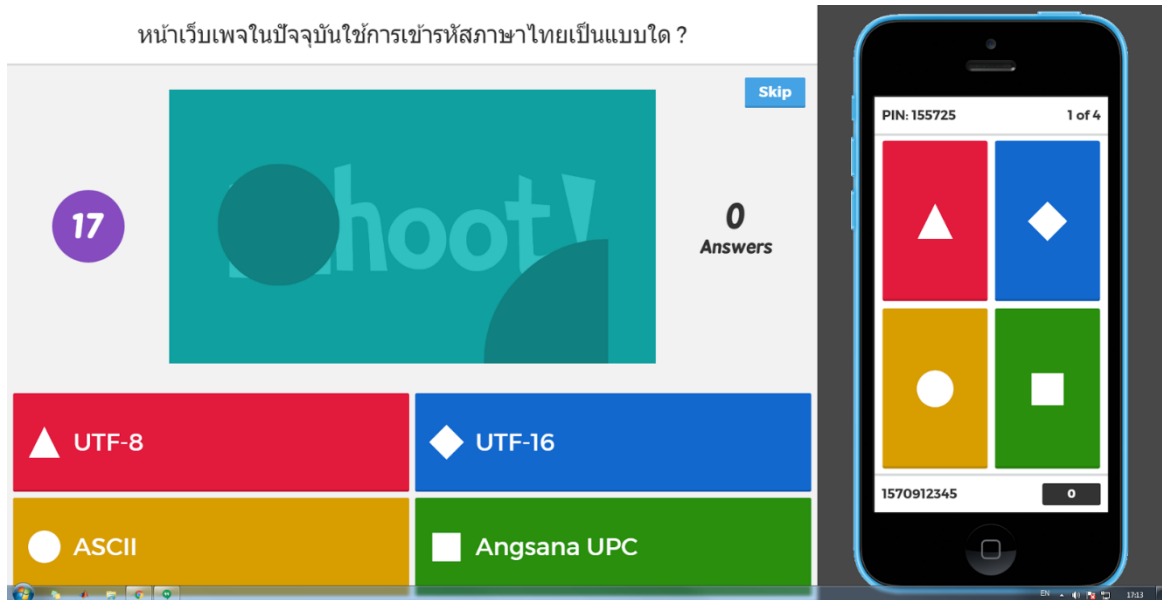 หน้าเว็บเพจในปัจจุบันใช้การเข้ารหัสภาษาไทยเป็นแบบใด ?
Skip
17
hoot!
0
Answers
UTF-8
UTF-16
ASCII
Angsana UPC
PIN: 155725
1 of 4
1570912345
0
EN
17:13